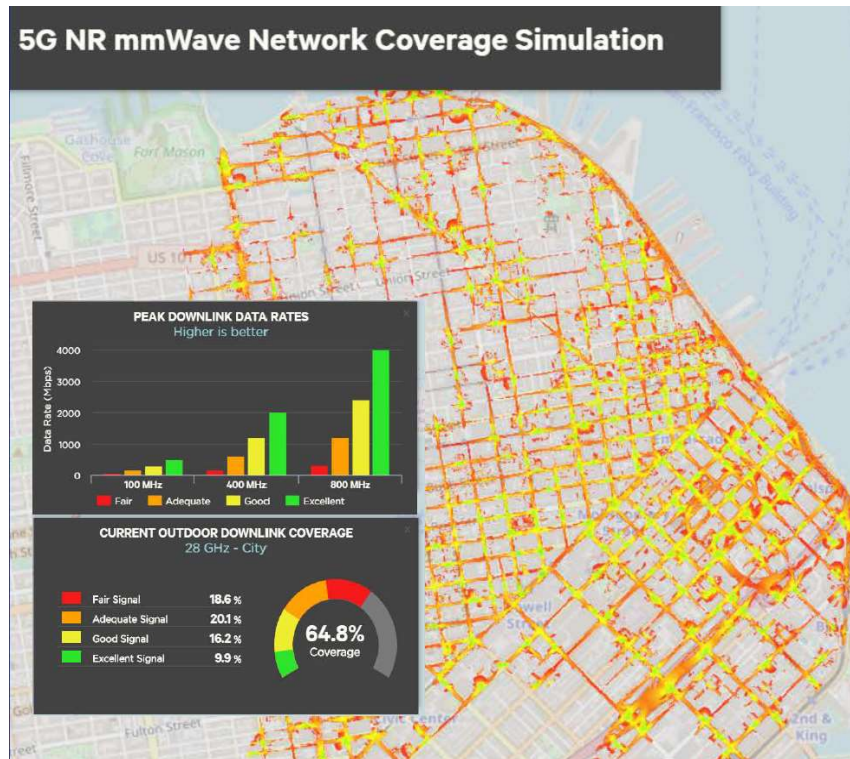 5G NR mmWave Network Coverage Simulation
Gashouse
Cove
Fort Mason
Fillmore Street
San Francisco Ferry Building
US 101
Union Street
Union Street
PEAK DOWNLINK DATA RATES
Higher is better
Data Rate (Mbps)
4000
3000
2000
1000
0
100 MHz
400 MHz
800 MHz
Fair
Adequate
Good
Excellent
CURRENT OUTDOOR DOWNLINK COVERAGE
28 GHz - City
Fair Signal 18.6 %
Adequate Signal 20.1 %
Good Signal 16.2 %
Excellent Signal 9.9 %
64.8%
Coverage
Street
Fulton Street
Civic Center
2nd &
King